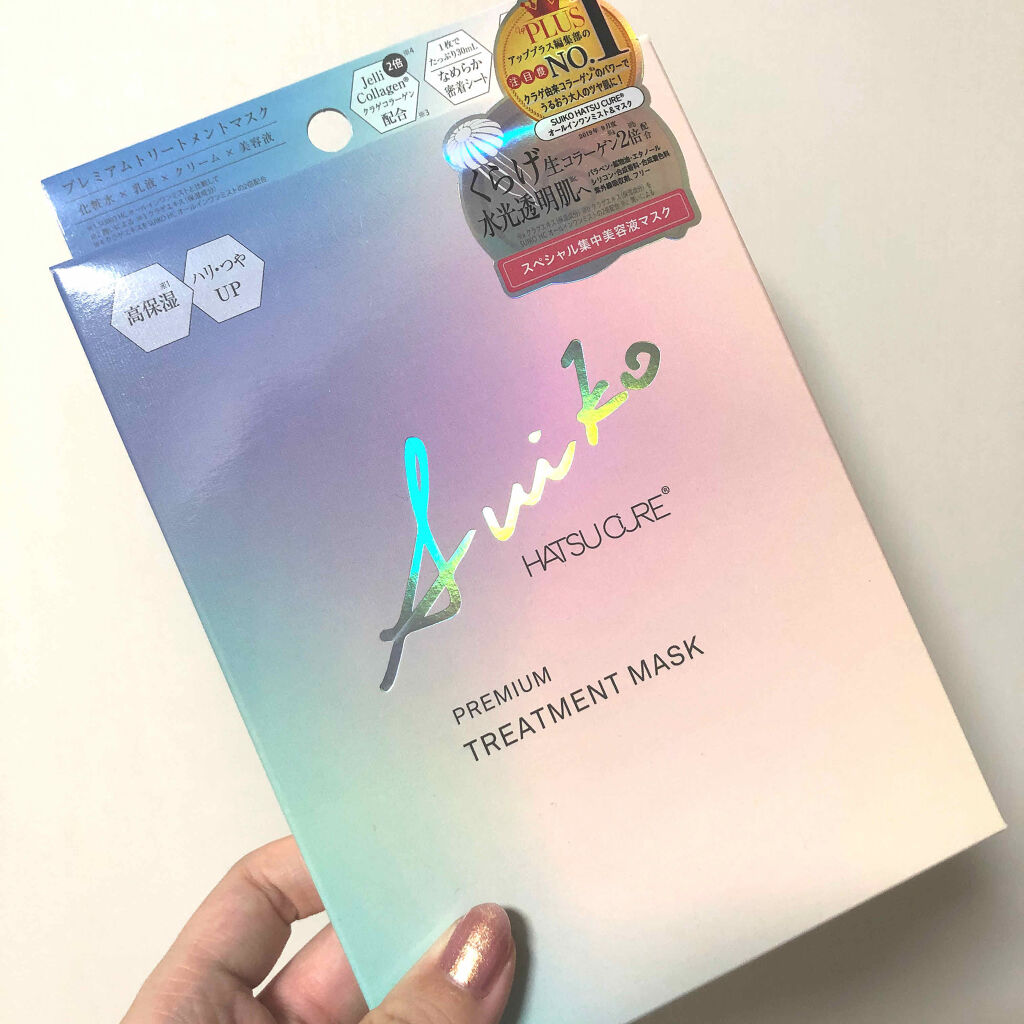 プレミアムトリートメントマスク
化粧水×乳液×クリーム×美容液
Jelli 2倍 ※4
Collagen®
クラゲコラーゲン
配合 ※3
1枚で
たっぷり30mL
なめらか
密着シート
PLUS
アッププラス編集部の
注目度 NO.1
クラゲ由来コラーゲンのパワーで
うるおう大人のツヤ肌に!
SUIKO HATSU CURE®
オールインワンミスト&マスク
くらげ生コラーゲン2倍配合
水光透明肌へ
パラベン・鉱物油・エタノール
シリコン・合成香料・合成着色料
紫外線吸収剤、フリー
スペシャル集中美容液マスク
高保湿 ※1
ハリ・つや
UP
Suiko
HATSU CURE®
PREMIUM
TREATMENT MASK